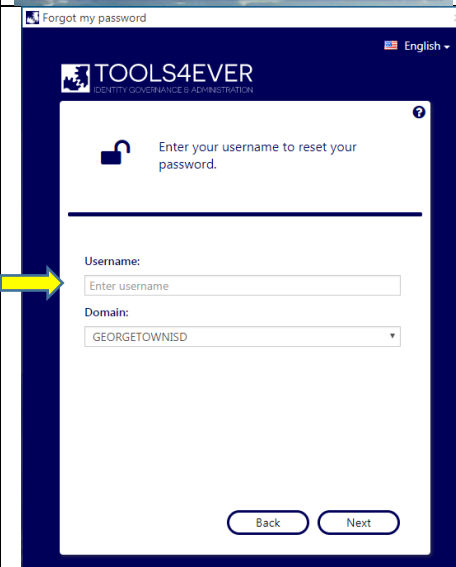 Forgot my password
English
TOOLS4EVER
IDENTITY GOVERNANCE & ADMINISTRATION
?
Enter your username to reset your
password.
Username:
Enter username
Domain:
GEORGETOWNISD
Back Next